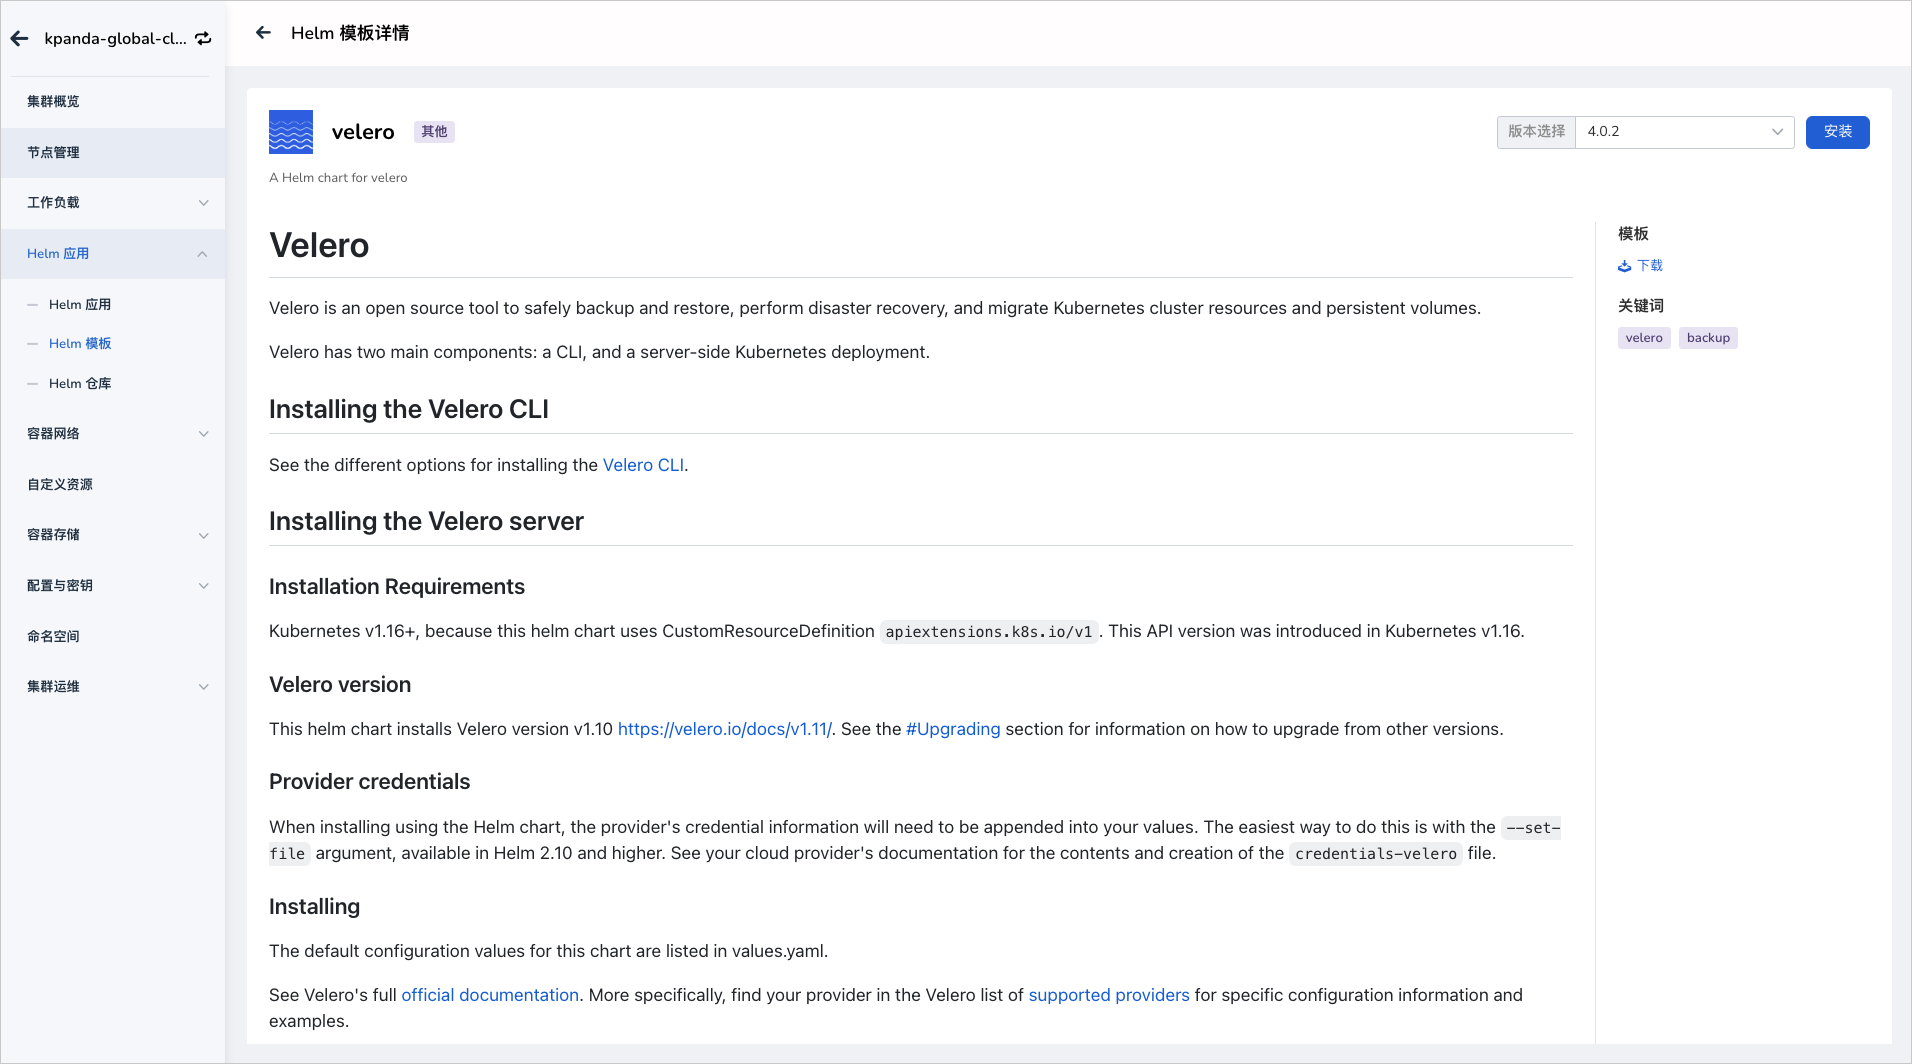 kpanda-global-cl...
集群概览
节点管理
工作负载
Helm 应用
Helm 应用
Helm 模板
Helm 仓库
容器网络
自定义资源
容器存储
配置与密钥
命名空间
集群运维
Helm 模板详情
velero 其他
版本选择 4.0.2 安装
A Helm chart for velero
Velero
Velero is an open source tool to safely backup and restore, perform disaster recovery, and migrate Kubernetes cluster resources and persistent volumes.
Velero has two main components: a CLI, and a server-side Kubernetes deployment.
Installing the Velero CLI
See the different options for installing the Velero CLI.
Installing the Velero server
Installation Requirements
Kubernetes v1.16+, because this helm chart uses CustomResourceDefinition apiextensions.k8s.io/v1. This API version was introduced in Kubernetes v1.16.
Velero version
This helm chart installs Velero version v1.10 https://velero.io/docs/v1.11/. See the #Upgrading section for information on how to upgrade from other versions.
Provider credentials
When installing using the Helm chart, the provider's credential information will need to be appended into your values. The easiest way to do this is with the --set-
file argument, available in Helm 2.10 and higher. See your cloud provider's documentation for the contents and creation of the credentials-velero file.
Installing
The default configuration values for this chart are listed in values.yaml.
See Velero's full official documentation. More specifically, find your provider in the Velero list of supported providers for specific configuration information and
examples.
模板
下载
关键词
velero backup